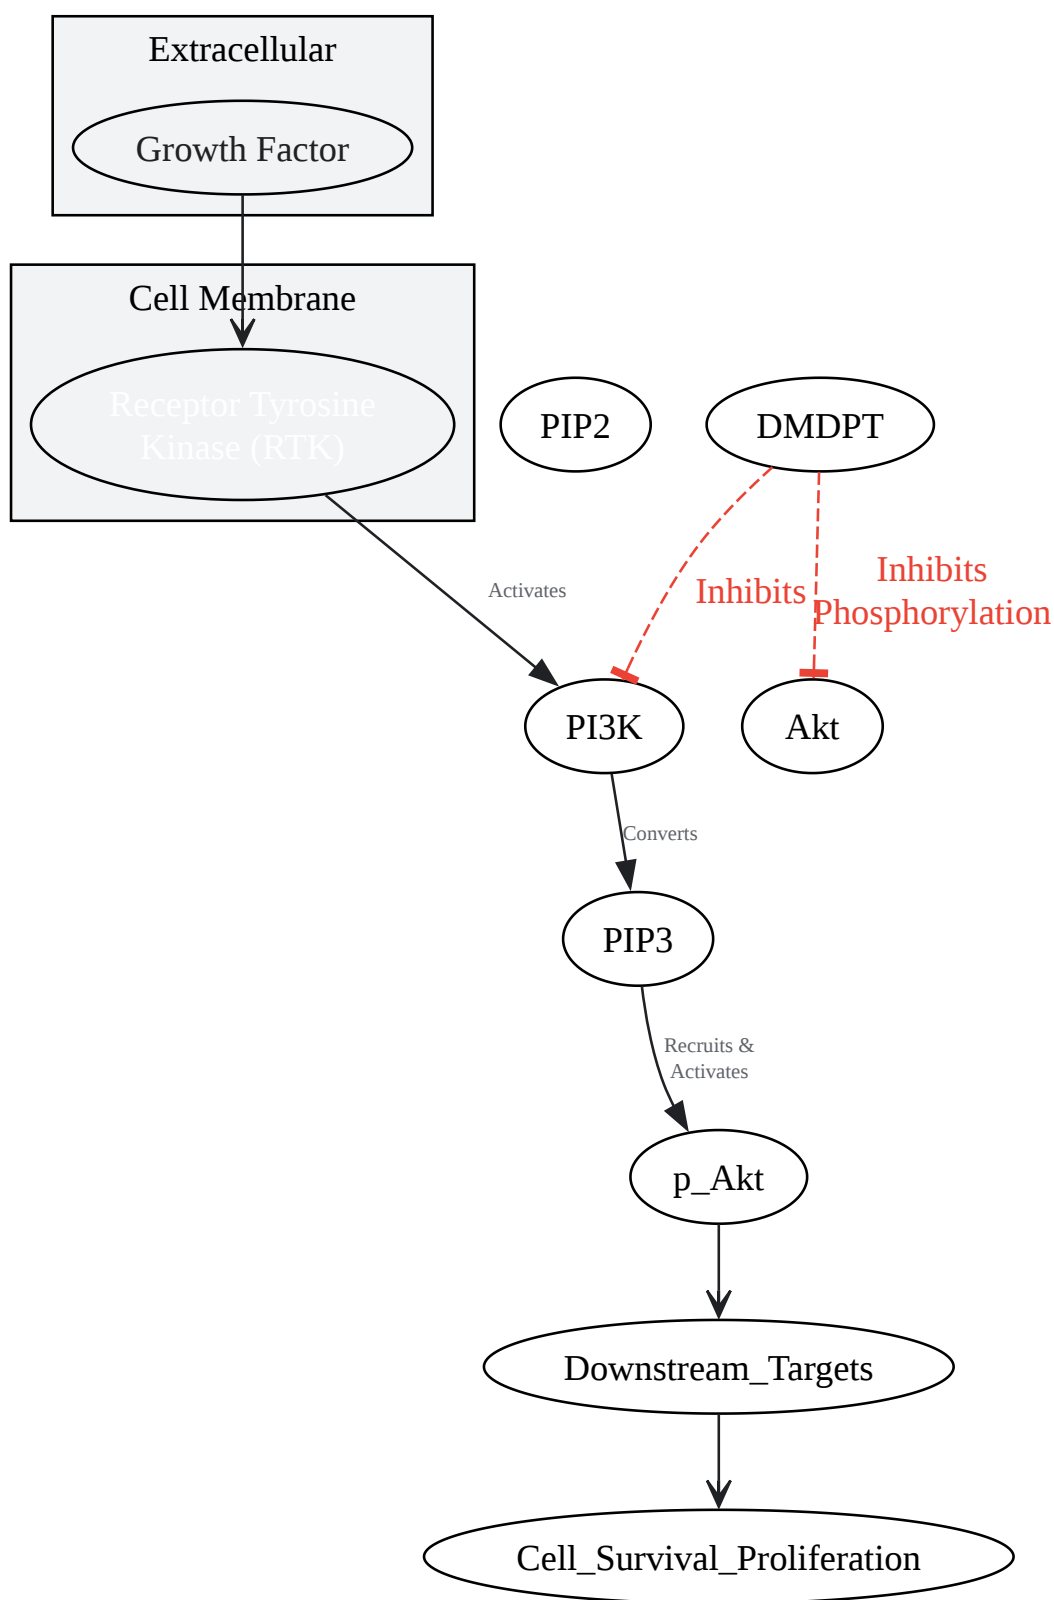 Extracellular
Growth Factor
Cell Membrane
Receptor Tyrosine
Kinase (RTK)
PIP2
DMDPT
Activates
Inhibits
Inhibits
Phosphorylation
PI3K
Akt
Converts
PIP3
Recruits &
Activates
p_Akt
Downstream_Targets
Cell_Survival_Proliferation